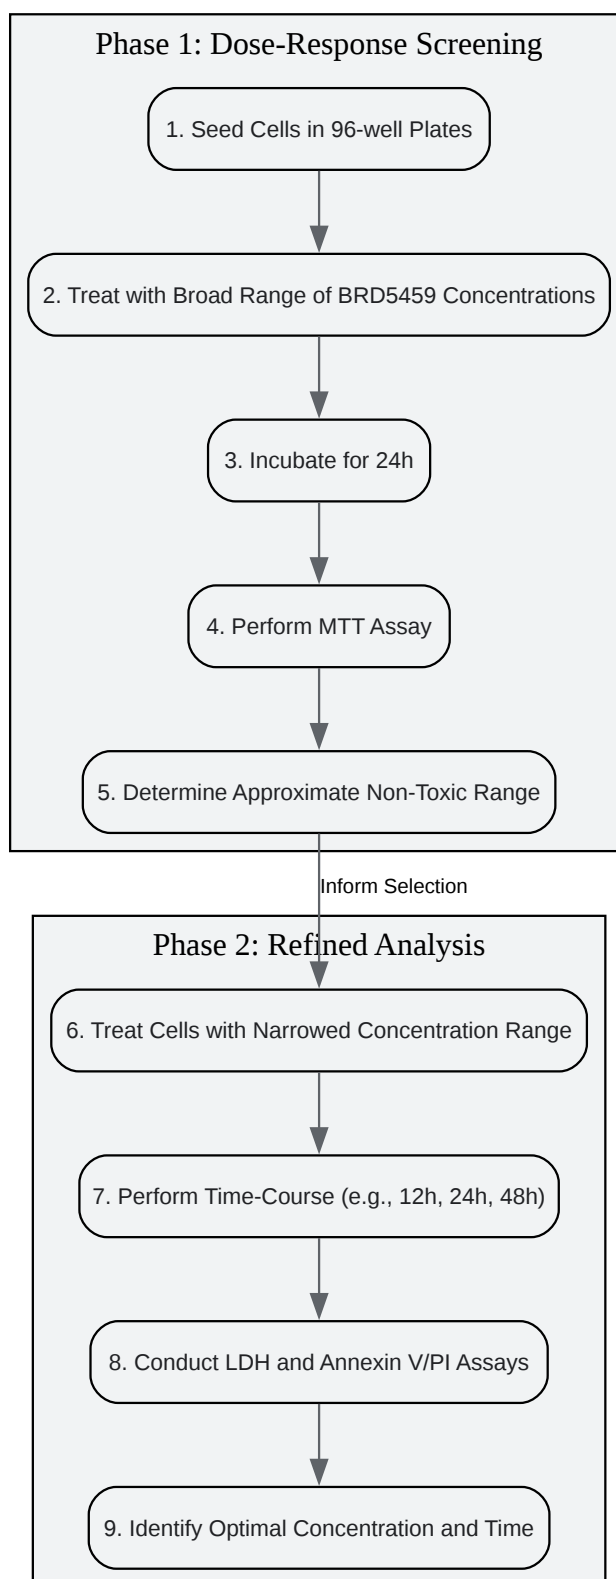 Phase 1: Dose-Response Screening
1. Seed Cells in 96-well Plates
2. Treat with Broad Range of BRD5459 Concentrations
3. Incubate for 24h
4. Perform MTT Assay
5. Determine Approximate Non-Toxic Range
Inform Selection
Phase 2: Refined Analysis
6. Treat Cells with Narrowed Concentration Range
7. Perform Time-Course (e.g., 12h, 24h, 48h)
8. Conduct LDH and Annexin V/PI Assays
9. Identify Optimal Concentration and Time